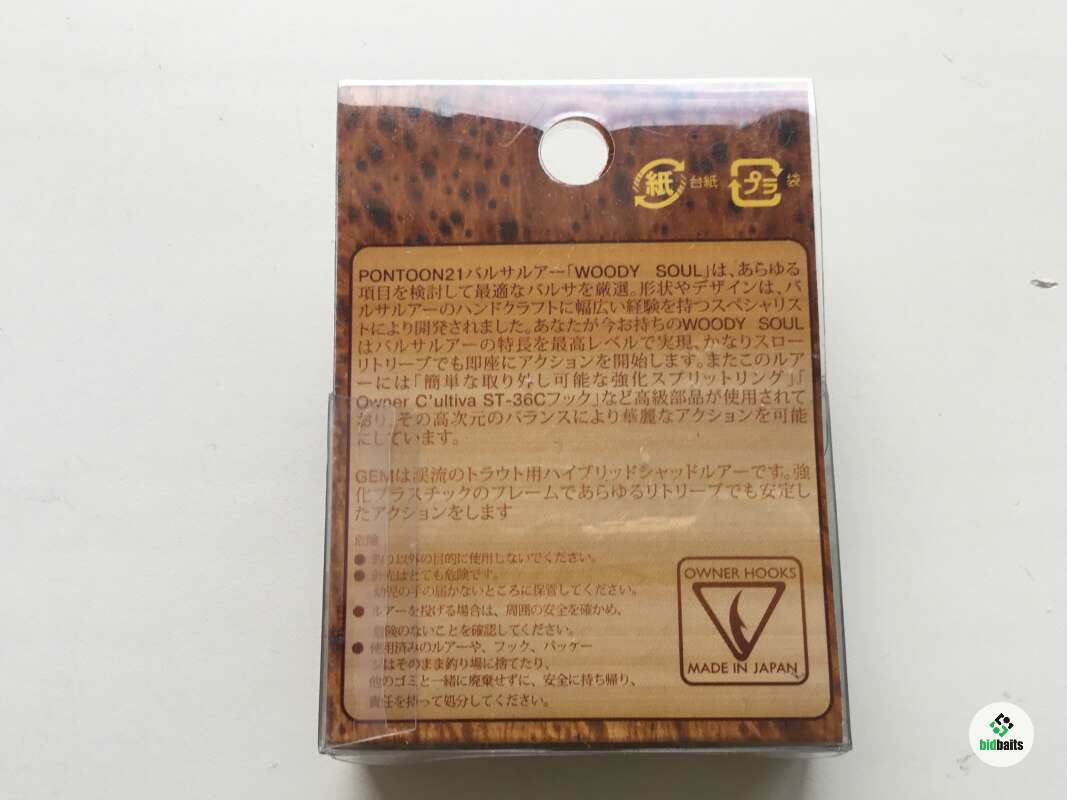 紙 台紙 プラ 袋
PONTOON21バルサルアー「WOODY SOUL」は、あらゆる
項目を検討して最適なバルサを厳選。形状やデザインは、バ
ルサルアーのハンドクラフトに幅広い経験を持つスペシャリス
トにより開発されました。あなたが今お持ちのWOODY SOUL
はバルサルアーの特長を最高レベルで実現、かなりスロー
リトリーブでも即座にアクションを開始します。またこのルア
ーには「簡単な取り外し可能な強化スプリットリング」「
Owner C'ultiva ST-36Cフック」など高級部品が使用されて
おり、その高次元のバランスにより華麗なアクションを可能
にしています。
GEMは渓流のトラウト用ハイブリッドシャッドルアーです。強
化プラスチックのフレームであらゆるリトリーブでも安定し
たアクションをします
危険
● 釣り以外の目的に使用しないでください。
● 針先はとても危険です。
幼児の手の届かないところに保管してください。
● ルアーを投げる場合は、周囲の安全を確かめ、
危険のないことを確認してください。
● 使用済みのルアーや、フック、パッケー
ジはそのまま釣り場に捨てたり、
他のゴミと一緒に廃棄せずに、安全に持ち帰り、
責任を持って処分してください。
OWNER HOOKS
MADE IN JAPAN
bidbaits